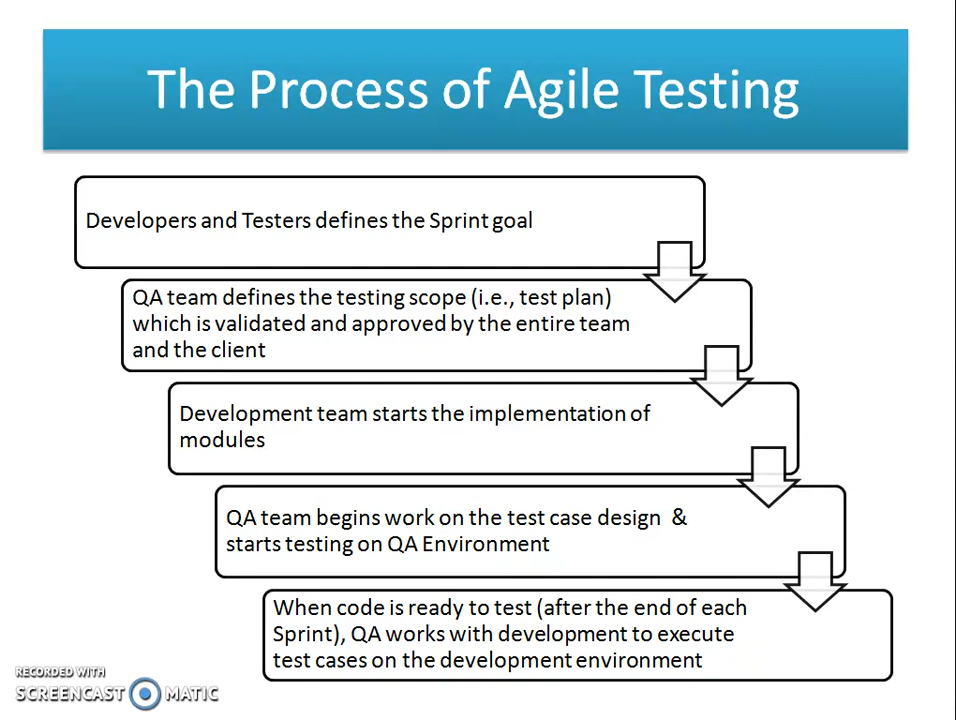 The Process of Agile Testing
Developers and Testers defines the Sprint goal
QA team defines the testing scope (i.e., test plan)
which is validated and approved by the entire team
and the client
Development team starts the implementation of
modules
QA team begins work on the test case design  &
starts testing on QA Environment
When code is ready to test (after the end of each
Sprint), QA works with development to execute
test cases on the development environment
RECORDED WITH
SCREENCAST MATIC